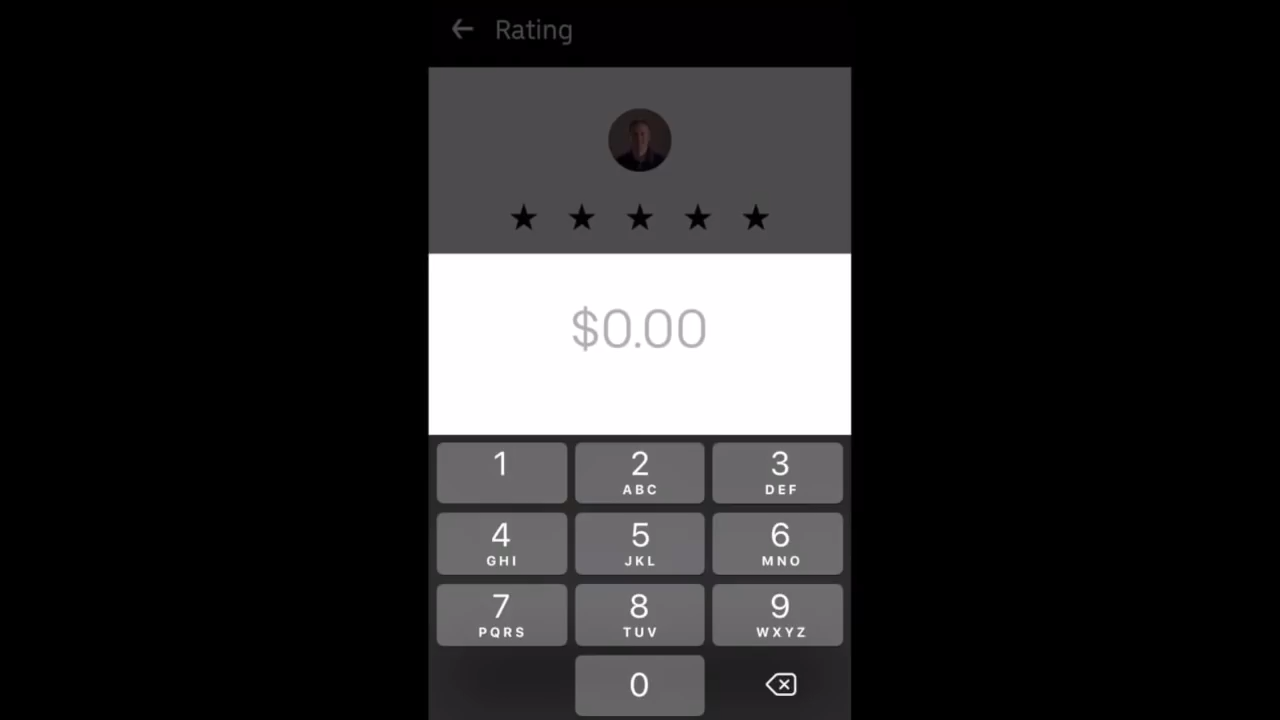 Rating
$0.00
1 2 3
ABC DEF
4 5 6
GHI JKL MNO
7 8 9
PQRS TUV WXYZ
0